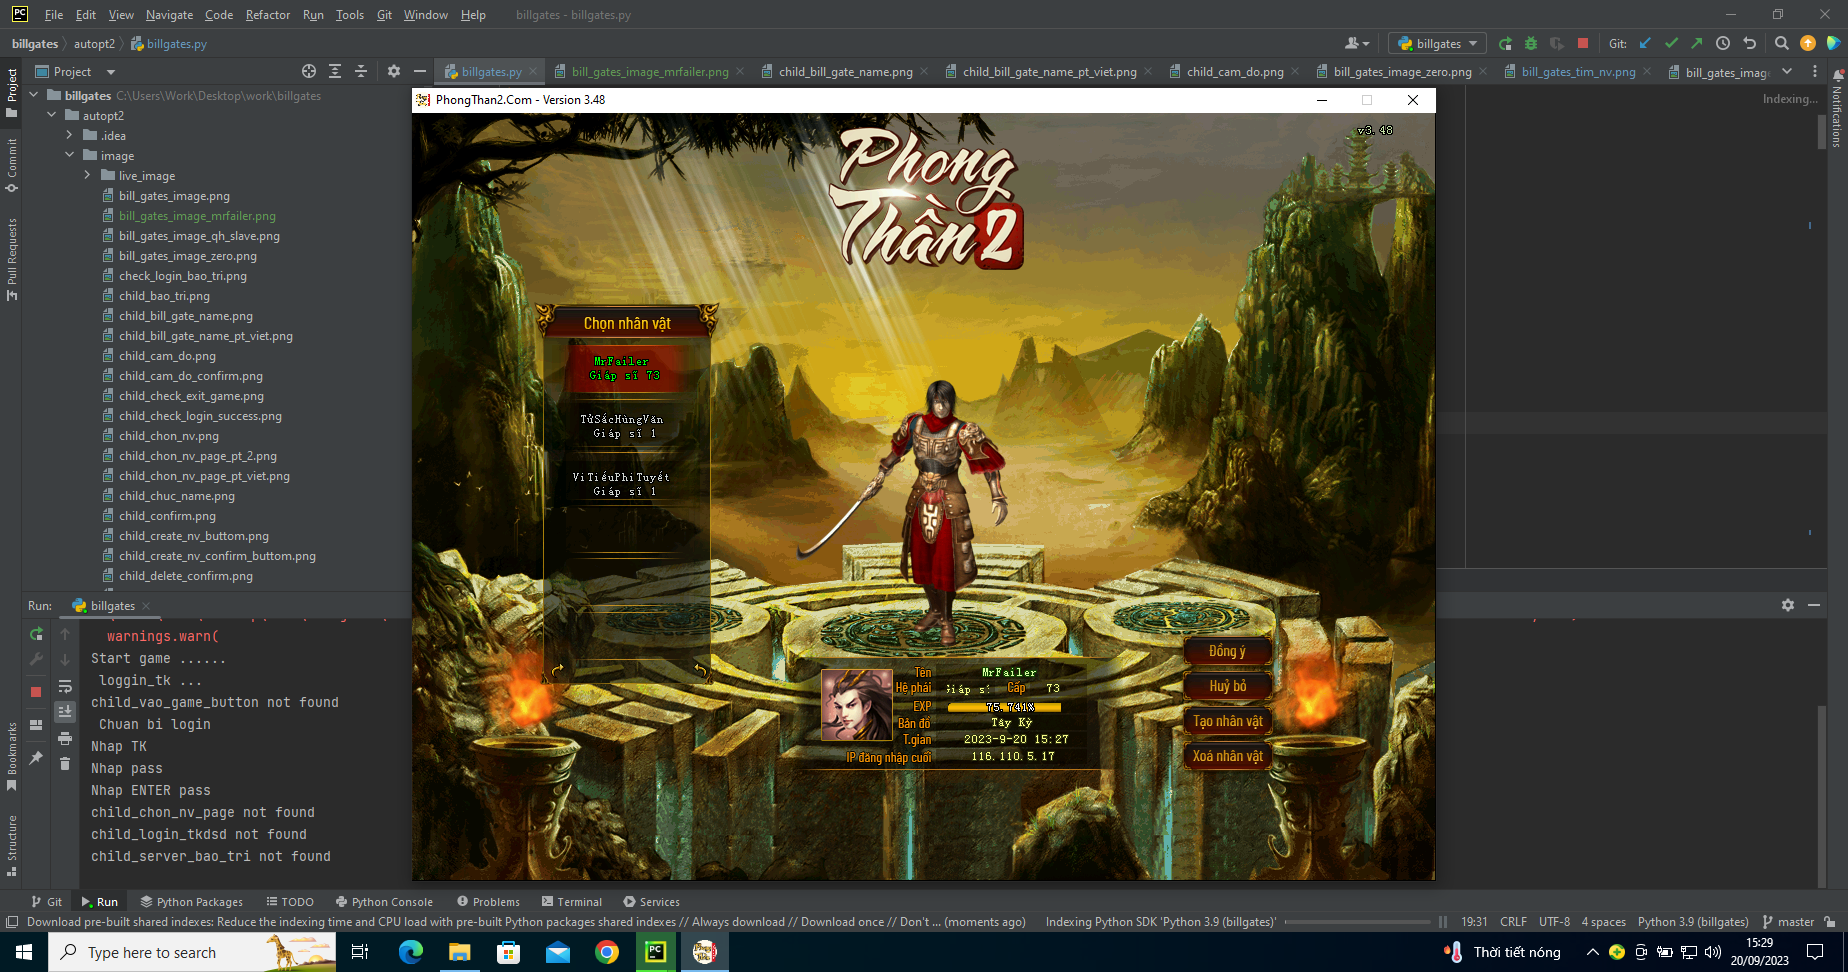 File Edit View Navigate Code Refactor Run Tools Git Window Help billgates - billgates.py
billgates autopt2 billgates.py
billgates
Git:
Project
billgates.py
bill_gates_image_mrfailer.png
child_bill_gate_name.png
child_bill_gate_name_pt_viet.png
child_cam_do.png
bill_gates_image_zero.png
bill_gates_tim_nv.png
bill_gates_imag
Indexing...
Project
Commit
Pull Requests
Bookmarks
Structure
Notifications
billgates C:\Users\Work\Desktop\work\billgates
autopt2
.idea
image
live_image
bill_gates_image.png
bill_gates_image_mrfailer.png
bill_gates_image_qh_slave.png
bill_gates_image_zero.png
check_login_bao_tri.png
child_bao_tri.png
child_bill_gate_name.png
child_bill_gate_name_pt_viet.png
child_cam_do.png
child_cam_do_confirm.png
child_check_exit_game.png
child_check_login_success.png
child_chon_nv.png
child_chon_nv_page_pt_2.png
child_chon_nv_page_pt_viet.png
child_chuc_name.png
child_confirm.png
child_create_nv_buttom.png
child_create_nv_confirm_buttom.png
child_delete_confirm.png
PhongThan2.Com - Version 3.48
v3.48
Phong
Thần 2
Chọn nhân vật
MrFailer
Giáp sĩ 73
TửSắcHùngVăn
Giáp sĩ 1
ViTiếuPhiTuyết
Giáp sĩ 1
Tên MrFailer
Hệ phái Giáp sĩ Cấp 73
EXP 75.741%
Bản đồ Tây Kỳ
T.gian 2023-9-20 15:27
IP đăng nhập cuối 116.110.5.17
Đồng ý
Huỷ bỏ
Tạo nhân vật
Xoá nhân vật
Run: billgates
warnings.warn(
Start game ......
loggin_tk ...
child_vao_game_button not found
Chuan bi login
Nhap TK
Nhap pass
Nhap ENTER pass
child_chon_nv_page not found
child_login_tkdsd not found
child_server_bao_tri not found
Git Run Python Packages TODO Python Console Problems Terminal Services
Download pre-built shared indexes: Reduce the indexing time and CPU load with pre-built Python packages shared indexes // Always download // Download once // Don't ... (moments ago) Indexing Python SDK 'Python 3.9 (billgates)' 19:31 CRLF UTF-8 4 spaces Python 3.9 (billgates) master
Type here to search
Thời tiết nóng
15:29
20/09/2023